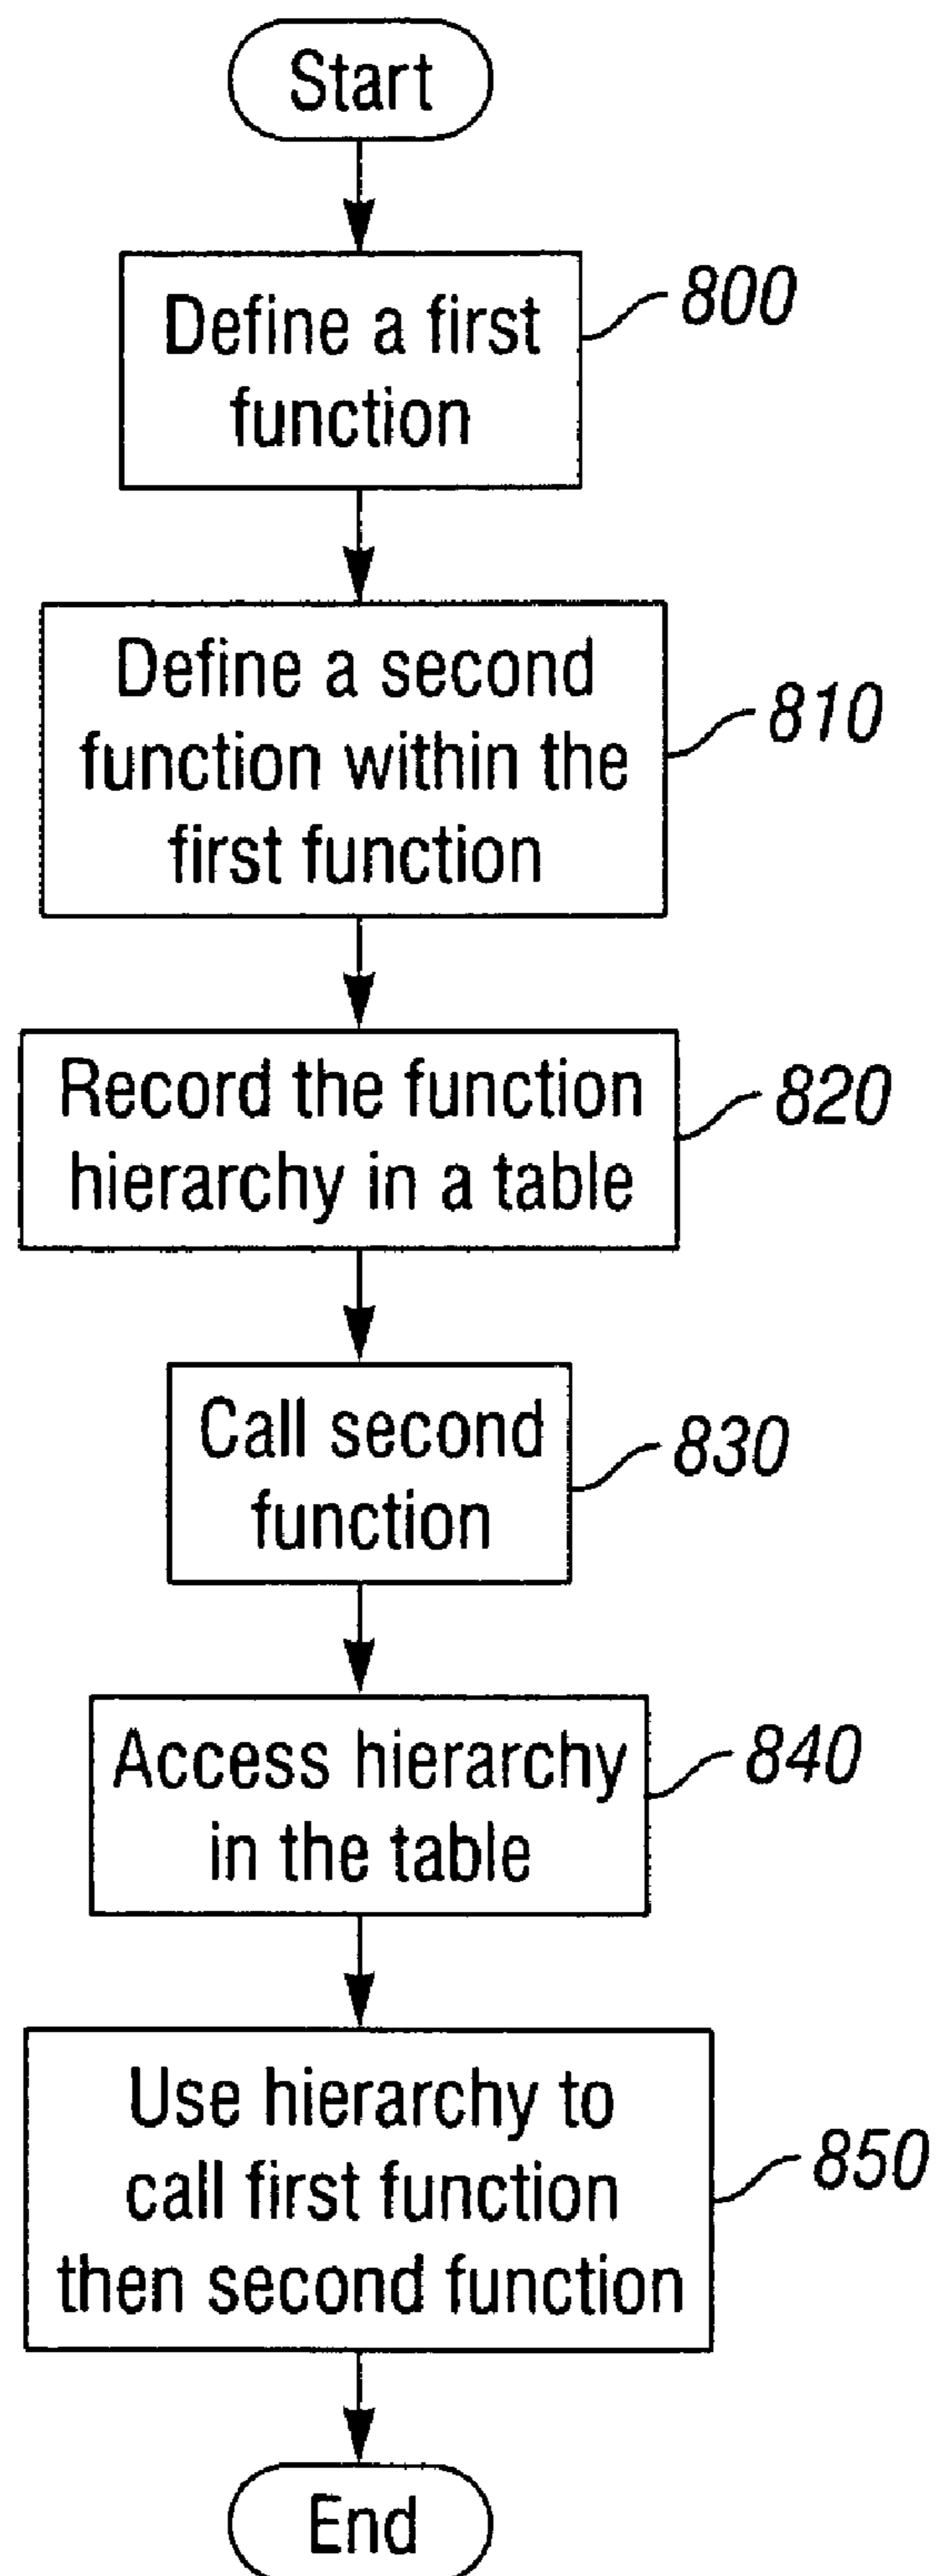 Start
Define a first
function
800
Define a second
function within the
first function
810
Record the function
hierarchy in a table
820
Call second
function
830
Access hierarchy
in the table
840
Use hierarchy to
call first function
then second function
850
End